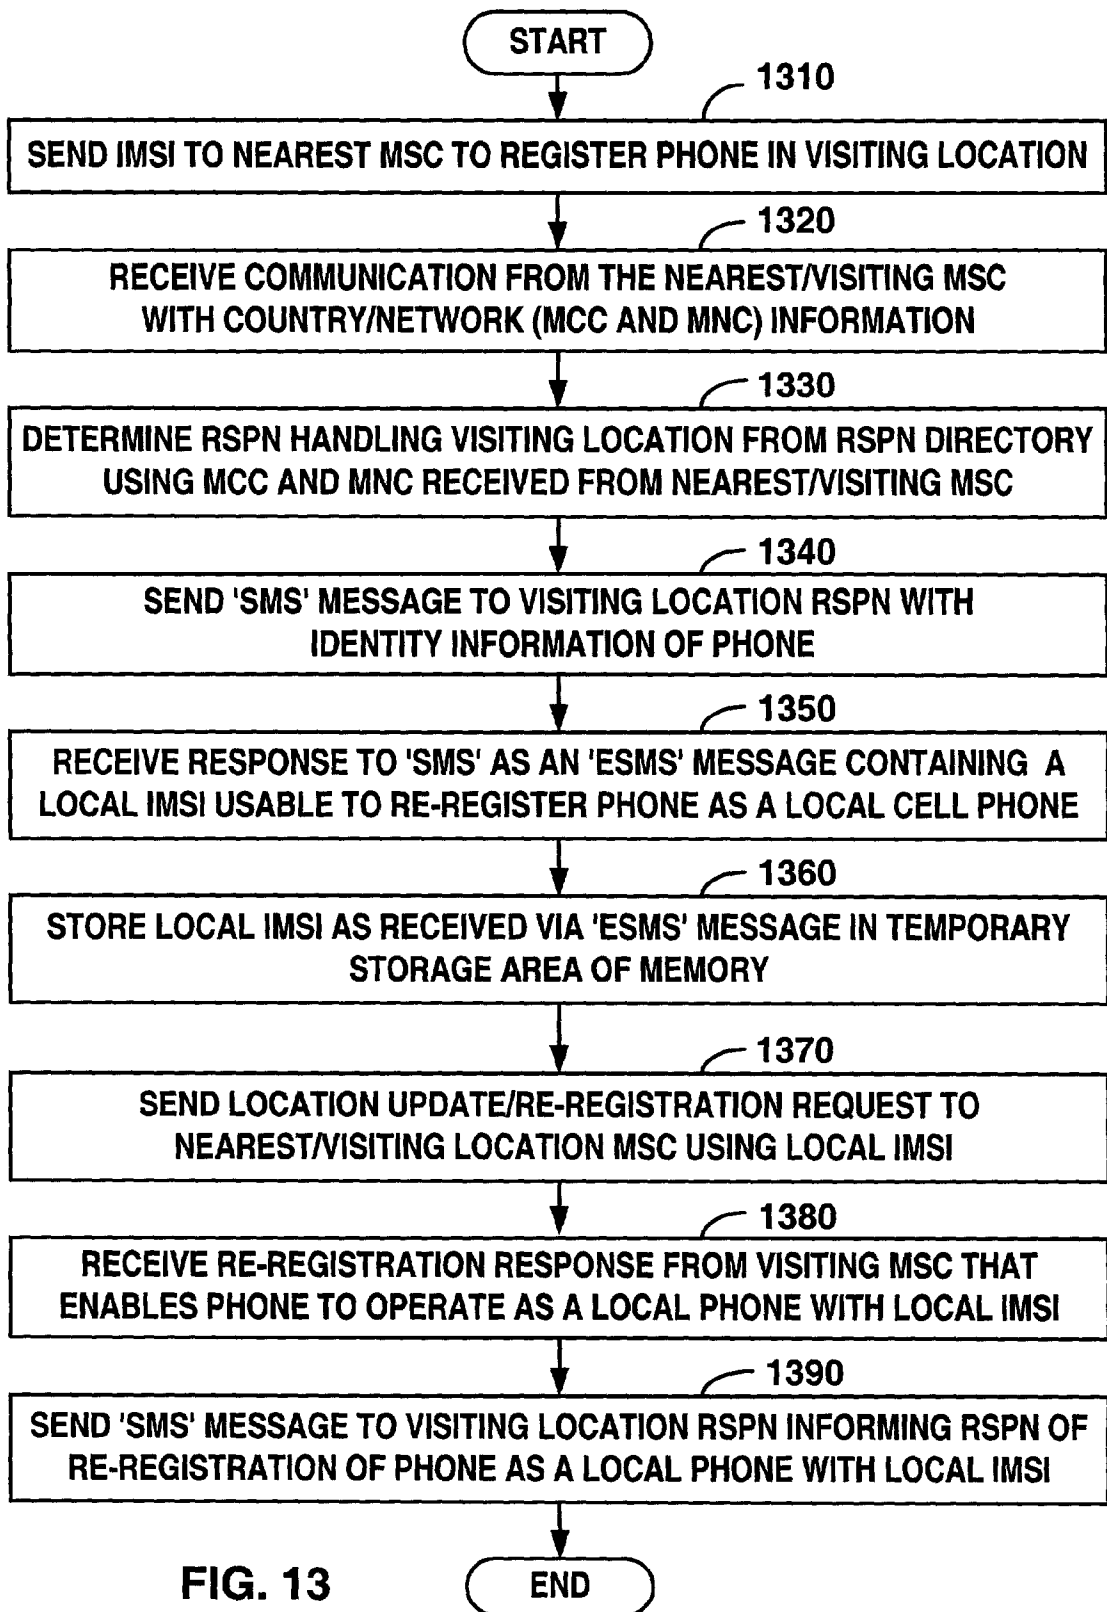 START
1310
SEND IMSI TO NEAREST MSC TO REGISTER PHONE IN VISITING LOCATION
1320
RECEIVE COMMUNICATION FROM THE NEAREST/VISITING MSC
WITH COUNTRY/NETWORK (MCC AND MNC) INFORMATION
1330
DETERMINE RSPN HANDLING VISITING LOCATION FROM RSPN DIRECTORY
USING MCC AND MNC RECEIVED FROM NEAREST/VISITING MSC
1340
SEND 'SMS' MESSAGE TO VISITING LOCATION RSPN WITH
IDENTITY INFORMATION OF PHONE
1350
RECEIVE RESPONSE TO 'SMS' AS AN 'ESMS' MESSAGE CONTAINING A
LOCAL IMSI USABLE TO RE-REGISTER PHONE AS A LOCAL CELL PHONE
1360
STORE LOCAL IMSI AS RECEIVED VIA 'ESMS' MESSAGE IN TEMPORARY
STORAGE AREA OF MEMORY
1370
SEND LOCATION UPDATE/RE-REGISTRATION REQUEST TO
NEAREST/VISITING LOCATION MSC USING LOCAL IMSI
1380
RECEIVE RE-REGISTRATION RESPONSE FROM VISITING MSC THAT
ENABLES PHONE TO OPERATE AS A LOCAL PHONE WITH LOCAL IMSI
1390
SEND 'SMS' MESSAGE TO VISITING LOCATION RSPN INFORMING RSPN OF
RE-REGISTRATION OF PHONE AS A LOCAL PHONE WITH LOCAL IMSI
FIG. 13
END